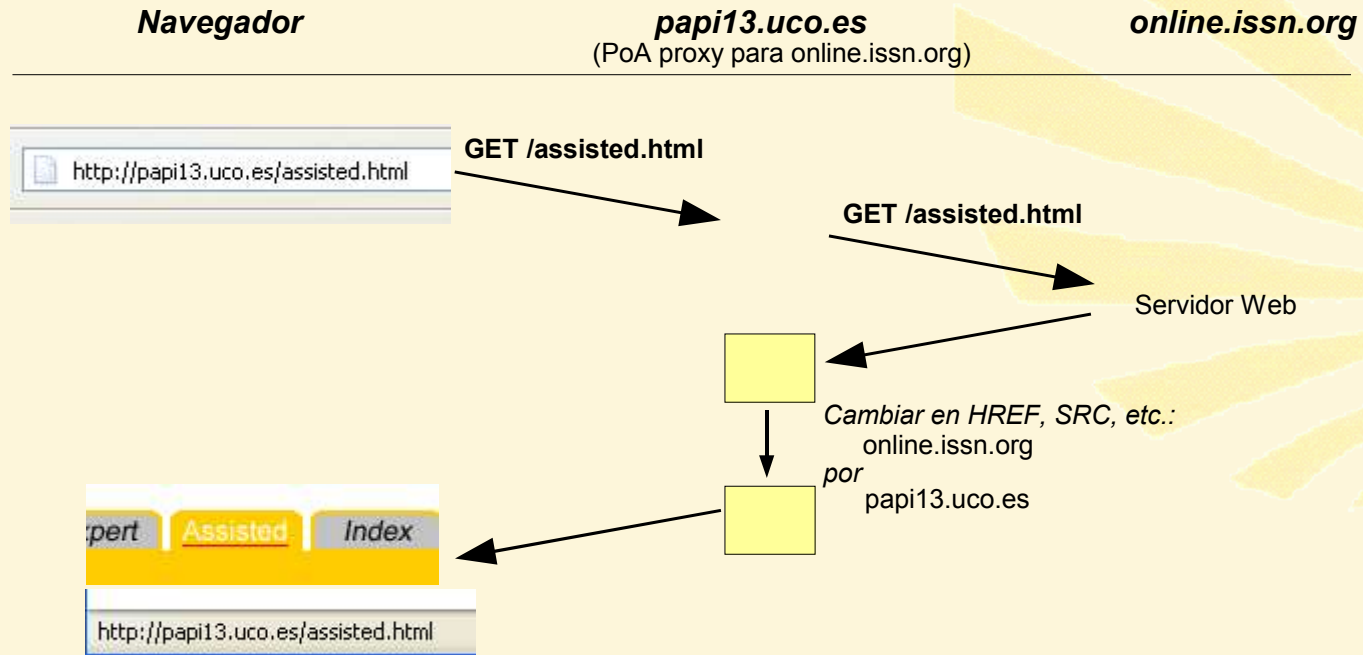 Navegador
papi13.uco.es
online.issn.org
(PoA proxy para online.issn.org)
http://papi13.uco.es/assisted.html
GET /assisted.html
GET /assisted.html
Servidor Web
Cambiar en HREF, SRC, etc.:
online.issn.org
por
papi13.uco.es
xpert Assisted Index
http://papi13.uco.es/assisted.html